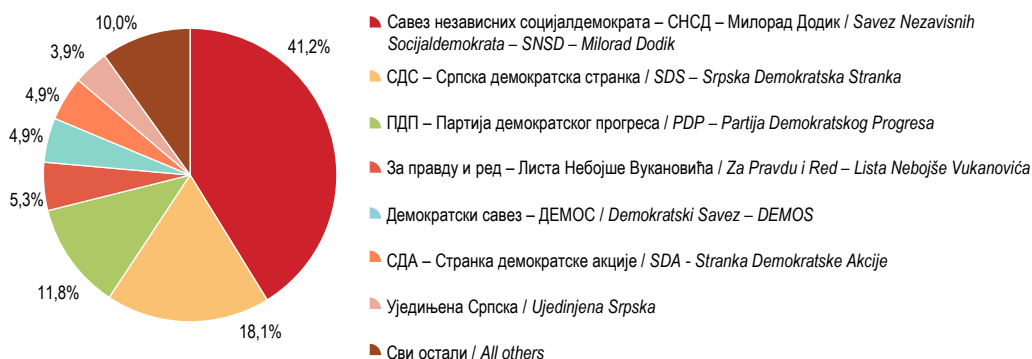 10,0%
3,9%
4,9%
4,9%
5,3%
11,8%
18,1%
41,2%
Савез независних социјалдемократа – СНСД – Милорад Додик / Savez Nezavisnih
Socijaldemokrata – SNSD – Milorad Dodik
СДС – Српска демократска странка / SDS – Srpska Demokratska Stranka
ПДП – Партија демократског прогреса / PDP – Partija Demokratskog Progresa
За правду и ред – Листа Небојше Вукановића / Za Pravdu i Red – Lista Nebojše Vukanovića
Демократски савез – ДЕМОС / Demokratski Savez – DEMOS
СДА – Странка демократске акције / SDA - Stranka Demokratske Akcije
Уједињена Српска / Ujedinjena Srpska
Сви остали / All others